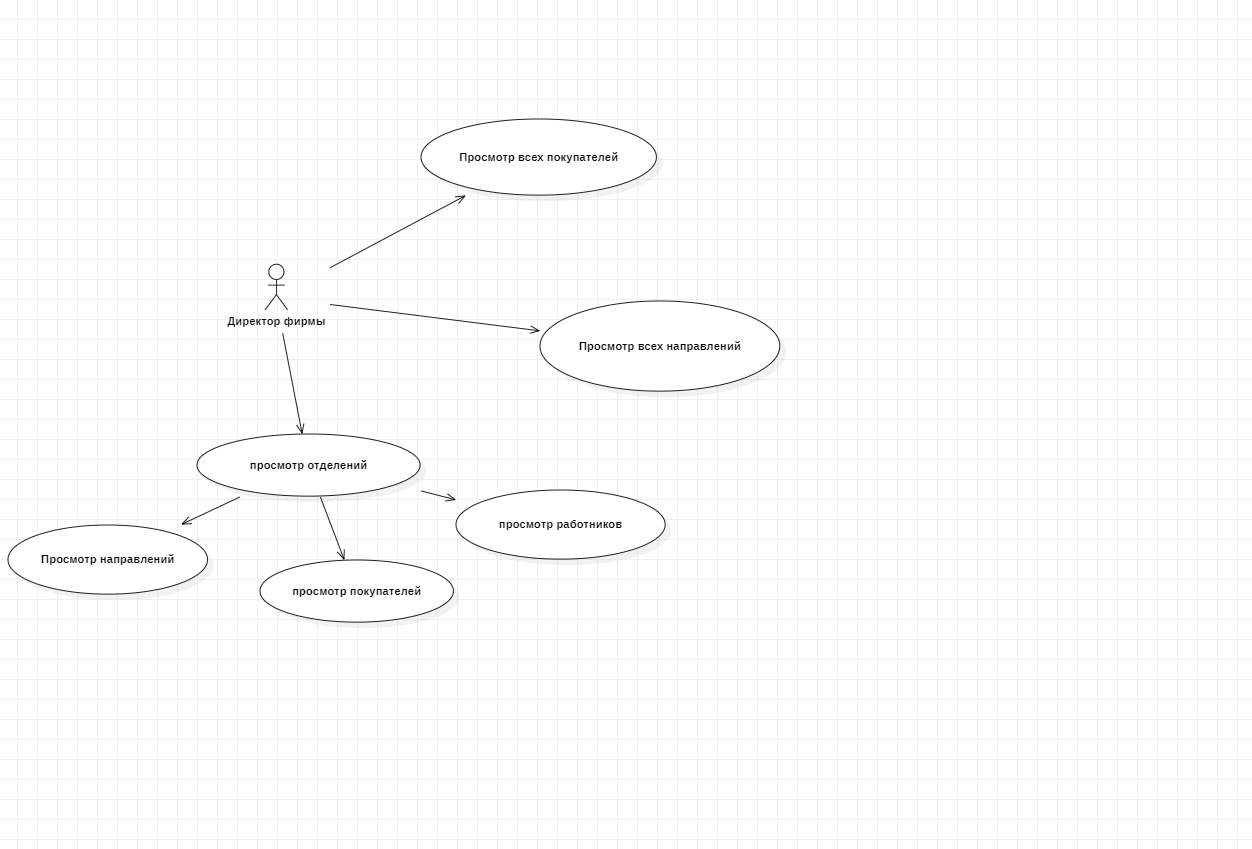 Просмотр всех покупателей
Директор фирмы
Просмотр всех направлений
просмотр отделений
просмотр работников
Просмотр направлений
просмотр покупателей